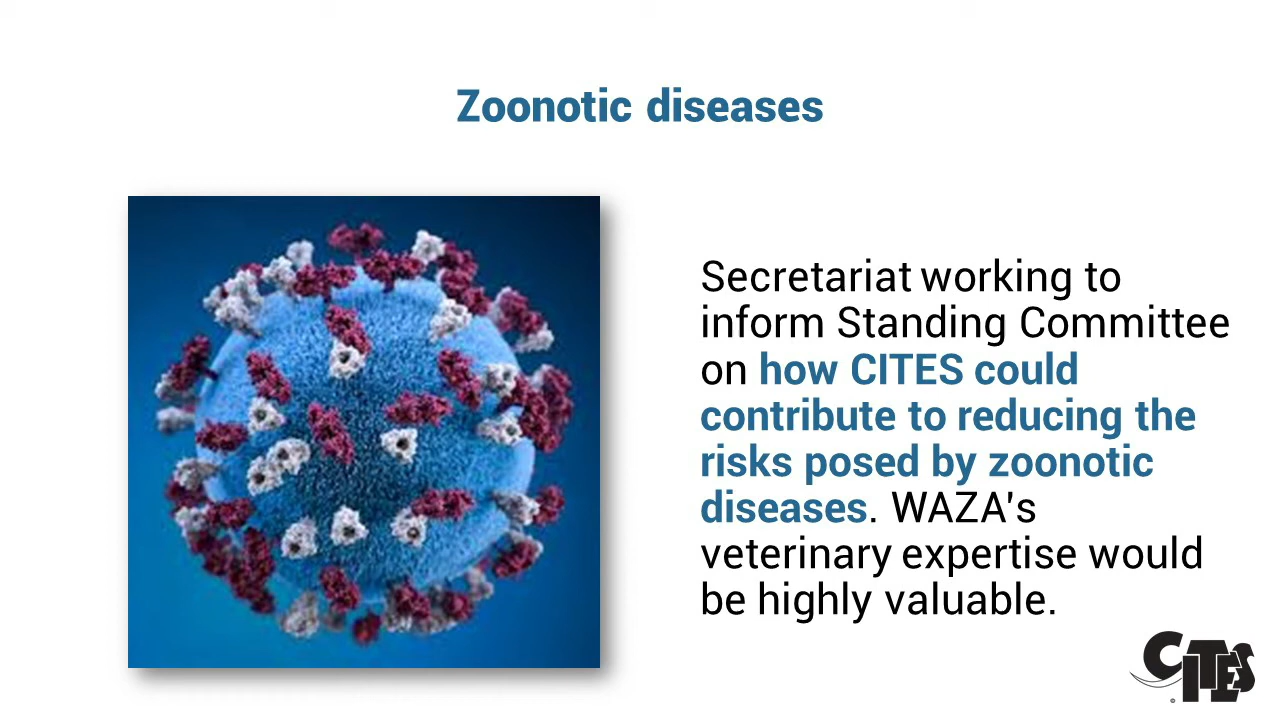 Zoonotic diseases
Secretariat working to
inform Standing Committee
on how CITES could
contribute to reducing the
risks posed by zoonotic
diseases. WAZA's
veterinary expertise would
be highly valuable.
CITES
®